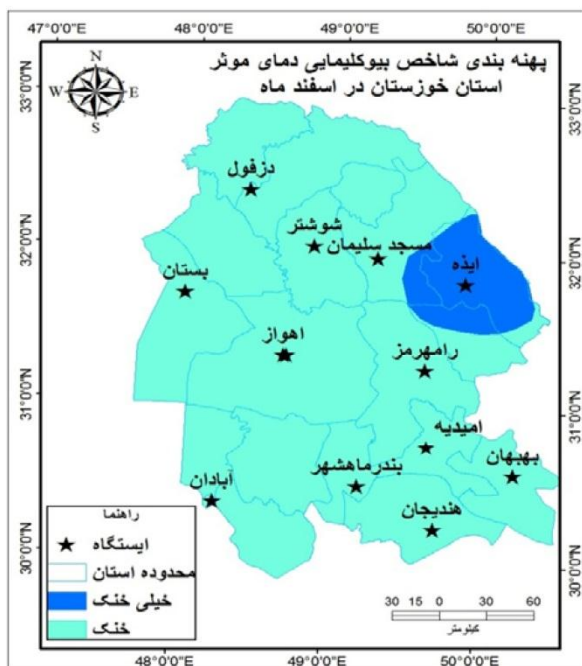 47°0'0"E 48°0'0"E 49°0'0"E 50°0'0"E
پهنه بندی شاخص بیوکلیمایی دمای موثر
استان خوزستان در اسفند ماه
N
W E
S
33°0'0"N
33°0'0"N
دزفول
شوشتر
مسجد سلیمان
32°0'0"N
32°0'0"N
ایذه
بستان
اهواز
رامهرمز
31°0'0"N
31°0'0"N
امیدیه
بهبهان
بندرماهشهر
آبادان
هندیجان
30°0'0"N
30°0'0"N
راهنما
ایستگاه
محدوده استان
خیلی خنک
خنک
30 15 0 30 60
کیلومتر
48°0'0"E 49°0'0"E 50°0'0"E